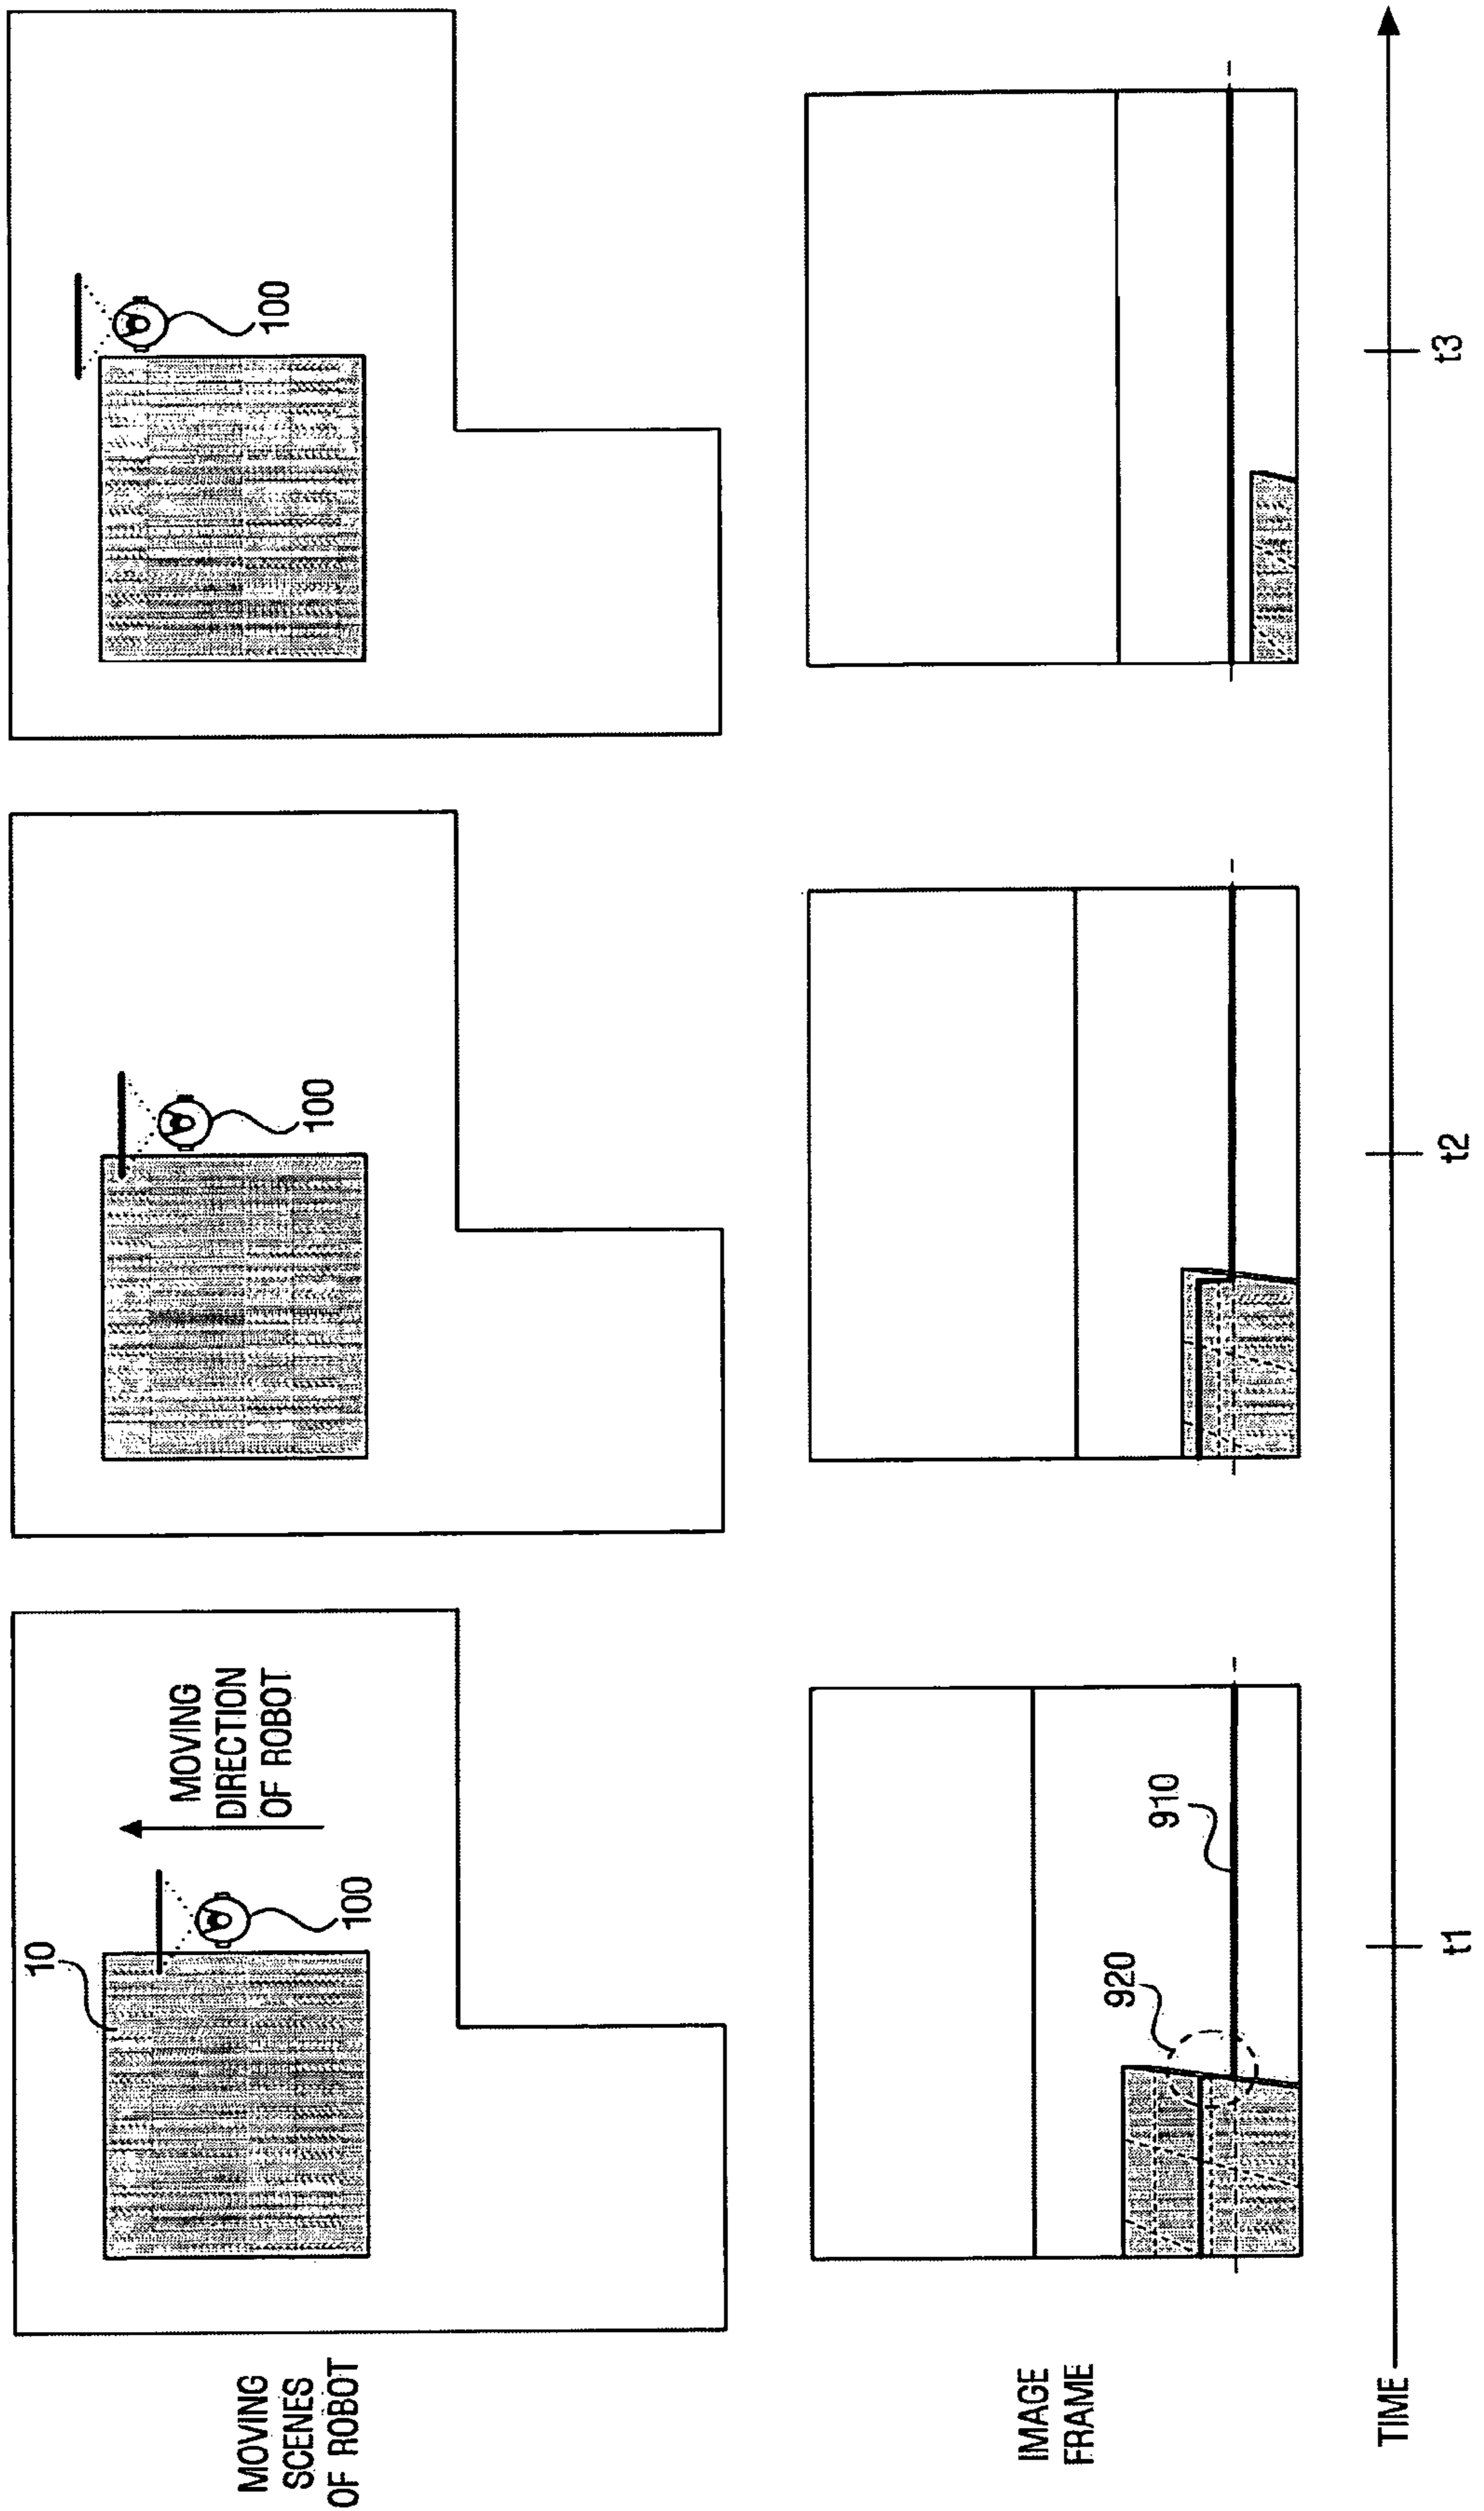 MOVING
SCENES
OF ROBOT
10
100
MOVING
DIRECTION
OF ROBOT
100
100
IMAGE
FRAME
920
910
TIME
t1
t2
t3